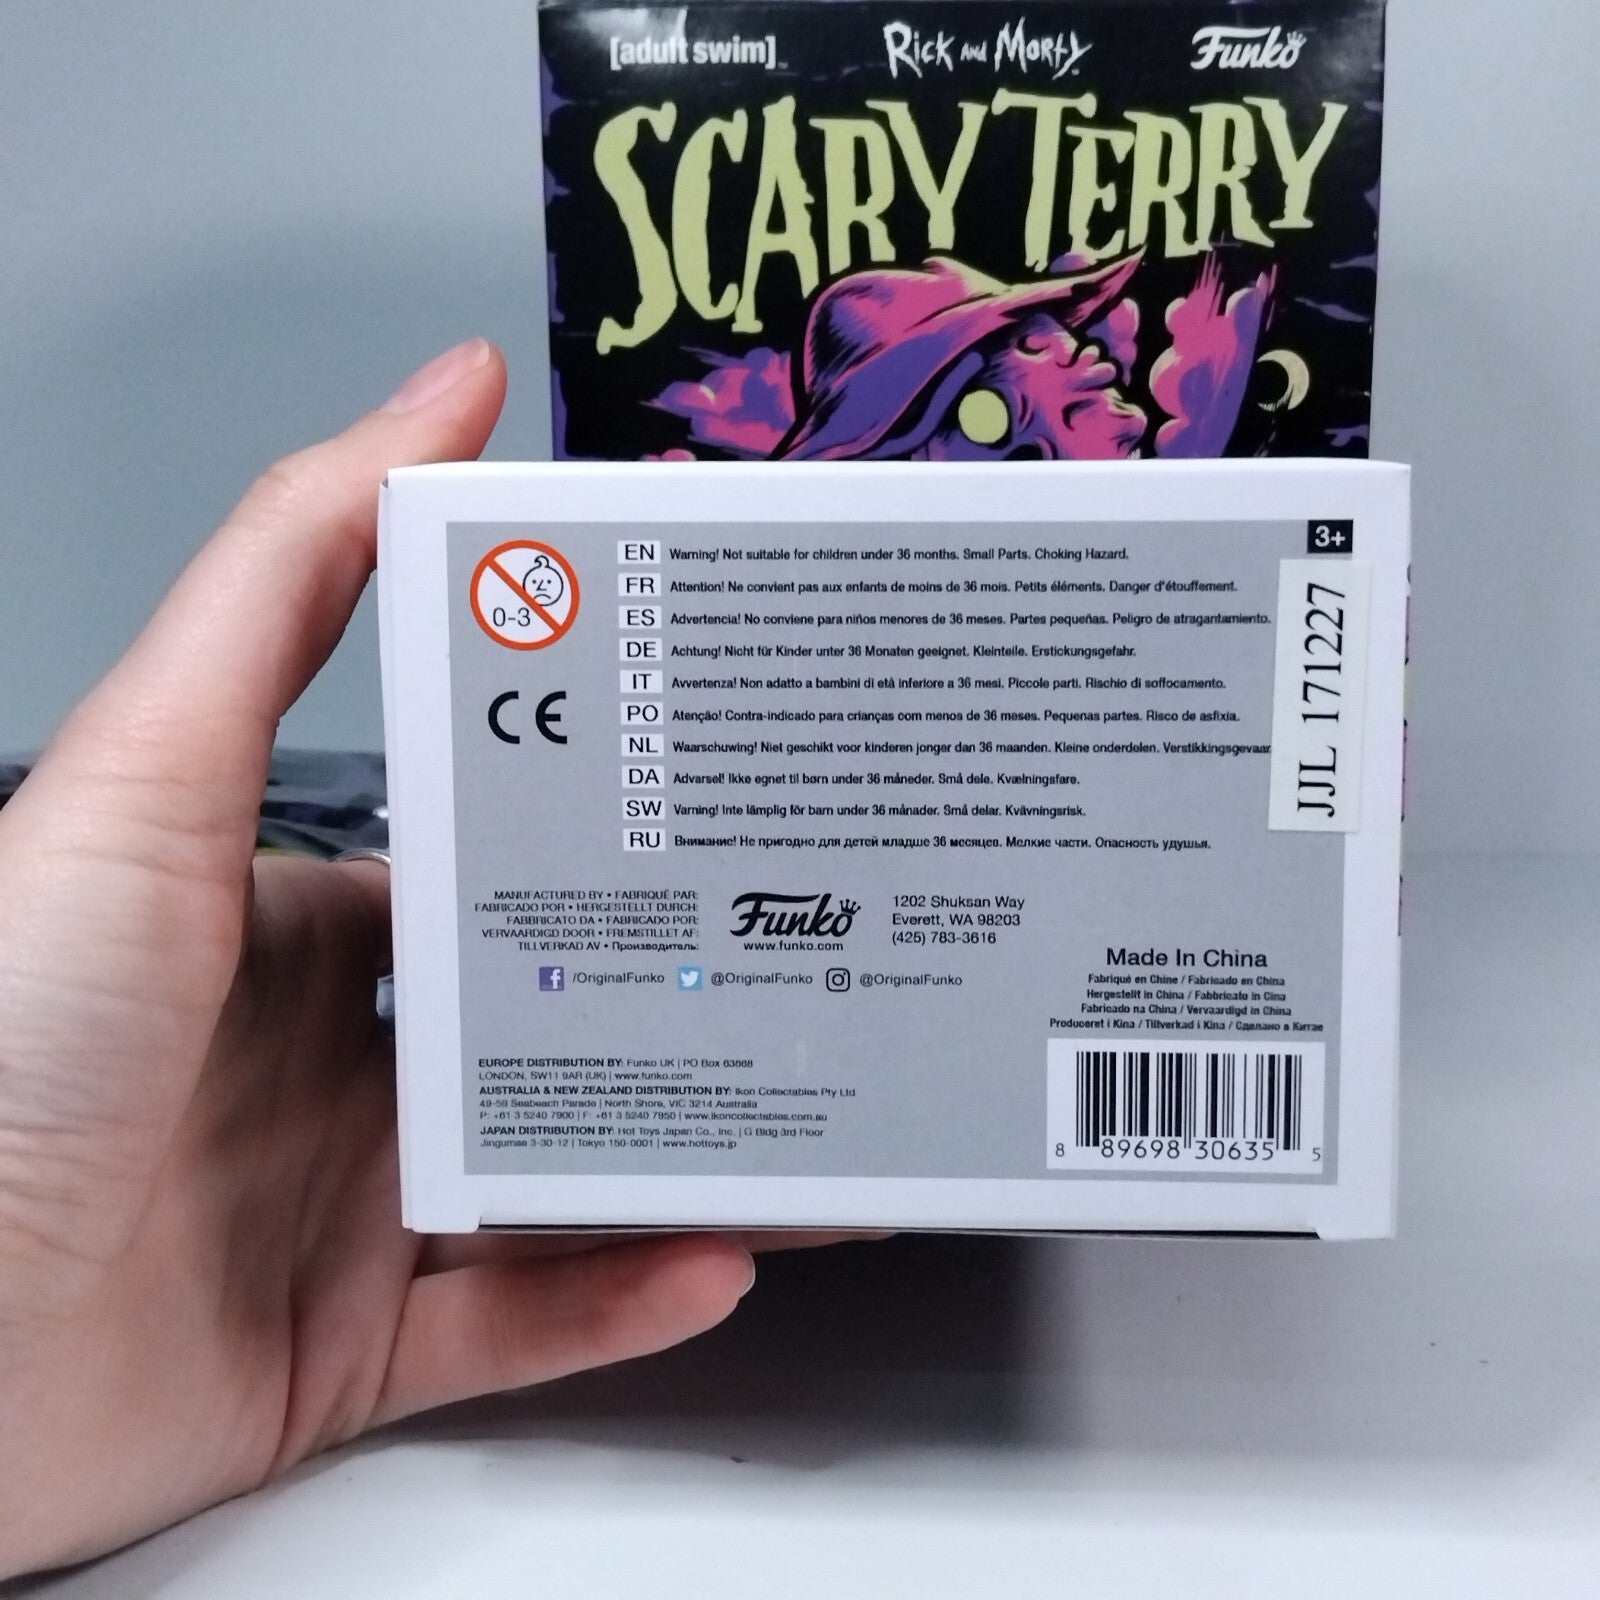 [adult swim]
Rick and Morty
Funko
SCARY TERRY
3+
0-3
EN Warning! Not suitable for children under 36 months. Small Parts. Choking Hazard.
FR Attention! Ne convient pas aux enfants de moins de 36 mois. Petits éléments. Danger d'étouffement.
ES Advertencia! No conviene para niños menores de 36 meses. Partes pequeñas. Peligro de atragantamiento.
DE Achtung! Nicht für Kinder unter 36 Monaten geeignet. Kleinteile. Erstickungsgefahr.
IT Avvertenza! Non adatto a bambini di età inferiore a 36 mesi. Piccole parti. Rischio di soffocamento.
PO Atenção! Contra-indicado para crianças com menos de 36 meses. Pequenas partes. Risco de asfixia.
NL Waarschuwing! Niet geschikt voor kinderen jonger dan 36 maanden. Kleine onderdelen. Verstikkingsgevaar
DA Advarsel! Ikke egnet til børn under 36 måneder. Små dele. Kvælningsfare.
SW Varning! Inte lämplig för barn under 36 månader. Små delar. Kvävningsrisk.
RU Внимание! Не пригодно для детей младше 36 месяцев. Мелкие части. Опасность удушья.
CE
JJL 171227
MANUFACTURED BY • FABRIQUÉ PAR:
FABRICADO POR • HERGESTELLT DURCH:
FABBRICATO DA • FABRICADO POR:
VERVAARDIGD DOOR • FREMSTILLET AF:
TILLVERKAD AV • Производитель:
Funko
www.funko.com
1202 Shuksan Way
Everett, WA 98203
(425) 783-3616
/OriginalFunko @OriginalFunko @OriginalFunko
Made In China
Fabriqué en Chine / Fabricado en China
Hergestellt in China / Fabbricato in Cina
Fabricado na China / Vervaardigd in China
Produceret i Kina / Tillverkad i Kina / Сделано в Китае
EUROPE DISTRIBUTION BY: Funko UK | PO Box 63668
LONDON, SW11 9AR (UK) | www.funko.com
AUSTRALIA & NEW ZEALAND DISTRIBUTION BY: Ikon Collectables Pty Ltd
49-59 Seabeach Parade | North Shore, VIC 3214 Australia
P: +61 3 5240 7900 | F: +61 3 5240 7950 | www.ikoncollectables.com.au
JAPAN DISTRIBUTION BY: Hot Toys Japan Co., Inc. | G Bldg 3rd Floor
Jingumae 3-30-12 | Tokyo 150-0001 | www.hottoys.jp
8 89698 30635 5